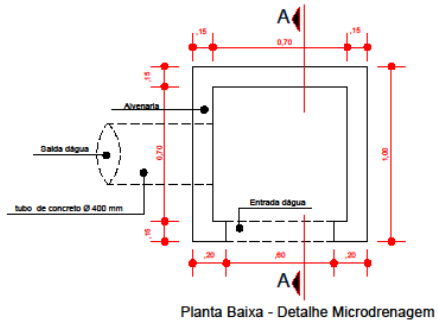 A
,15
0,70
,15
,15
Alvenaria
Saída dágua
0,70
1,00
tubo de concreto Ø 400 mm
Entrada dágua
,15
,20
,60
,20
A
Planta Baixa - Detalhe Microdrenagem